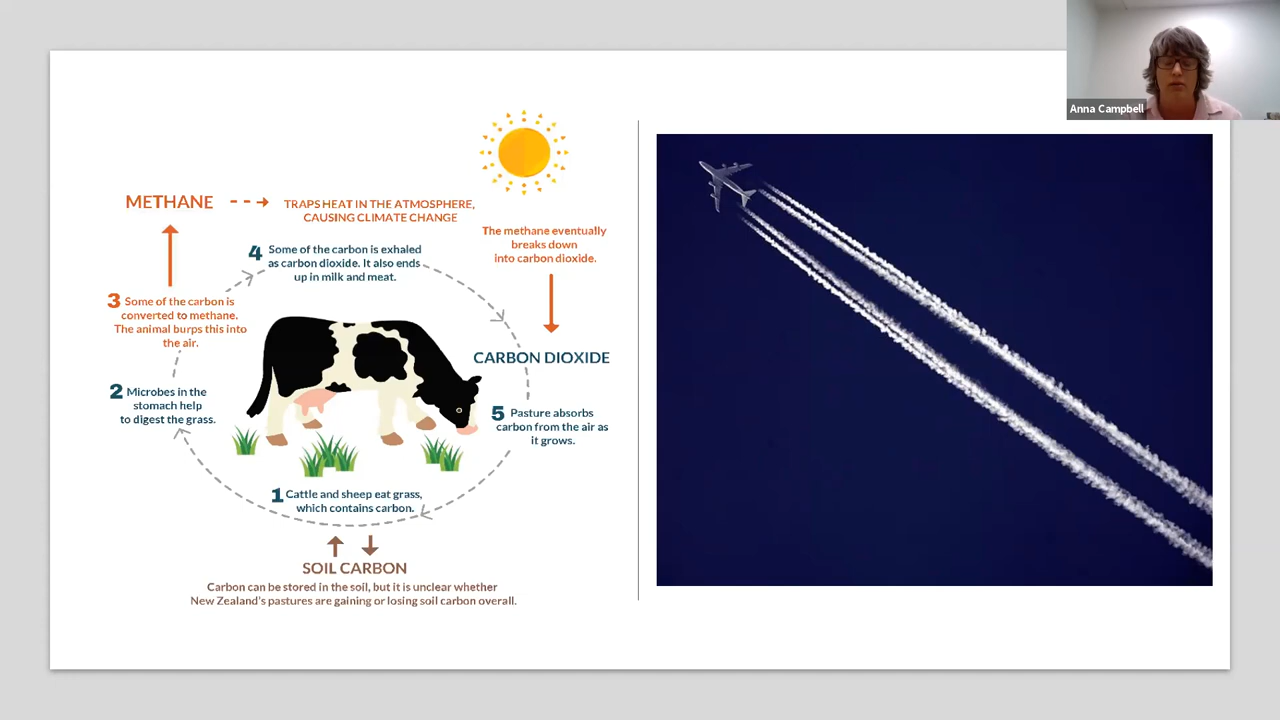 Anna Campbell
METHANE
TRAPS HEAT IN THE ATMOSPHERE,
CAUSING CLIMATE CHANGE
The methane eventually
breaks down
into carbon dioxide.
4 Some of the carbon is exhaled
as carbon dioxide. It also ends
up in milk and meat.
3 Some of the carbon is
converted to methane.
The animal burps this into
the air.
CARBON DIOXIDE
2 Microbes in the
stomach help
to digest the grass.
5 Pasture absorbs
carbon from the air as
it grows.
1 Cattle and sheep eat grass,
which contains carbon.
SOIL CARBON
Carbon can be stored in the soil, but it is unclear whether
New Zealand's pastures are gaining or losing soil carbon overall.